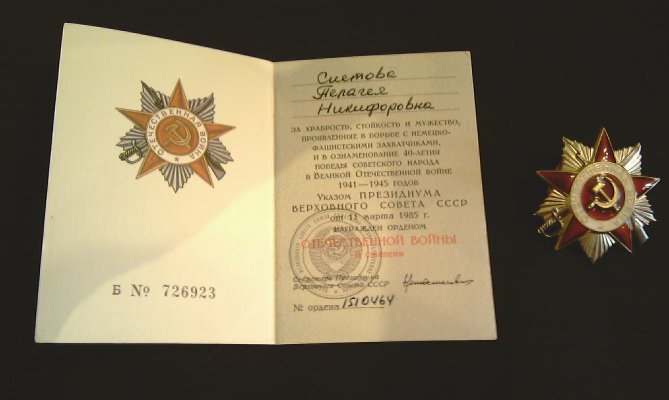 ОТЕЧЕСТВЕННАЯ ВОЙНА
Б № 726923
Сметова
Пелагея
Никифоровна
ЗА ХРАБРОСТЬ, СТОЙКОСТЬ И МУЖЕСТВО,
ПРОЯВЛЕННЫЕ В БОРЬБЕ С НЕМЕЦКО-
ФАШИСТСКИМИ ЗАХВАТЧИКАМИ,
И В ОЗНАМЕНОВАНИЕ 40-ЛЕТИЯ
ПОБЕДЫ СОВЕТСКОГО НАРОДА
В ВЕЛИКОЙ ОТЕЧЕСТВЕННОЙ ВОЙНЕ
1941—1945 ГОДОВ
УКАЗОМ ПРЕЗИДИУМА
ВЕРХОВНОГО СОВЕТА СССР
от 11 марта 1985 г.
НАГРАЖДЕН ОРДЕНОМ
ОТЕЧЕСТВЕННОЙ ВОЙНЫ
II степени
Секретарь Президиума
Верховного Совета СССР
№ ордена 1510464